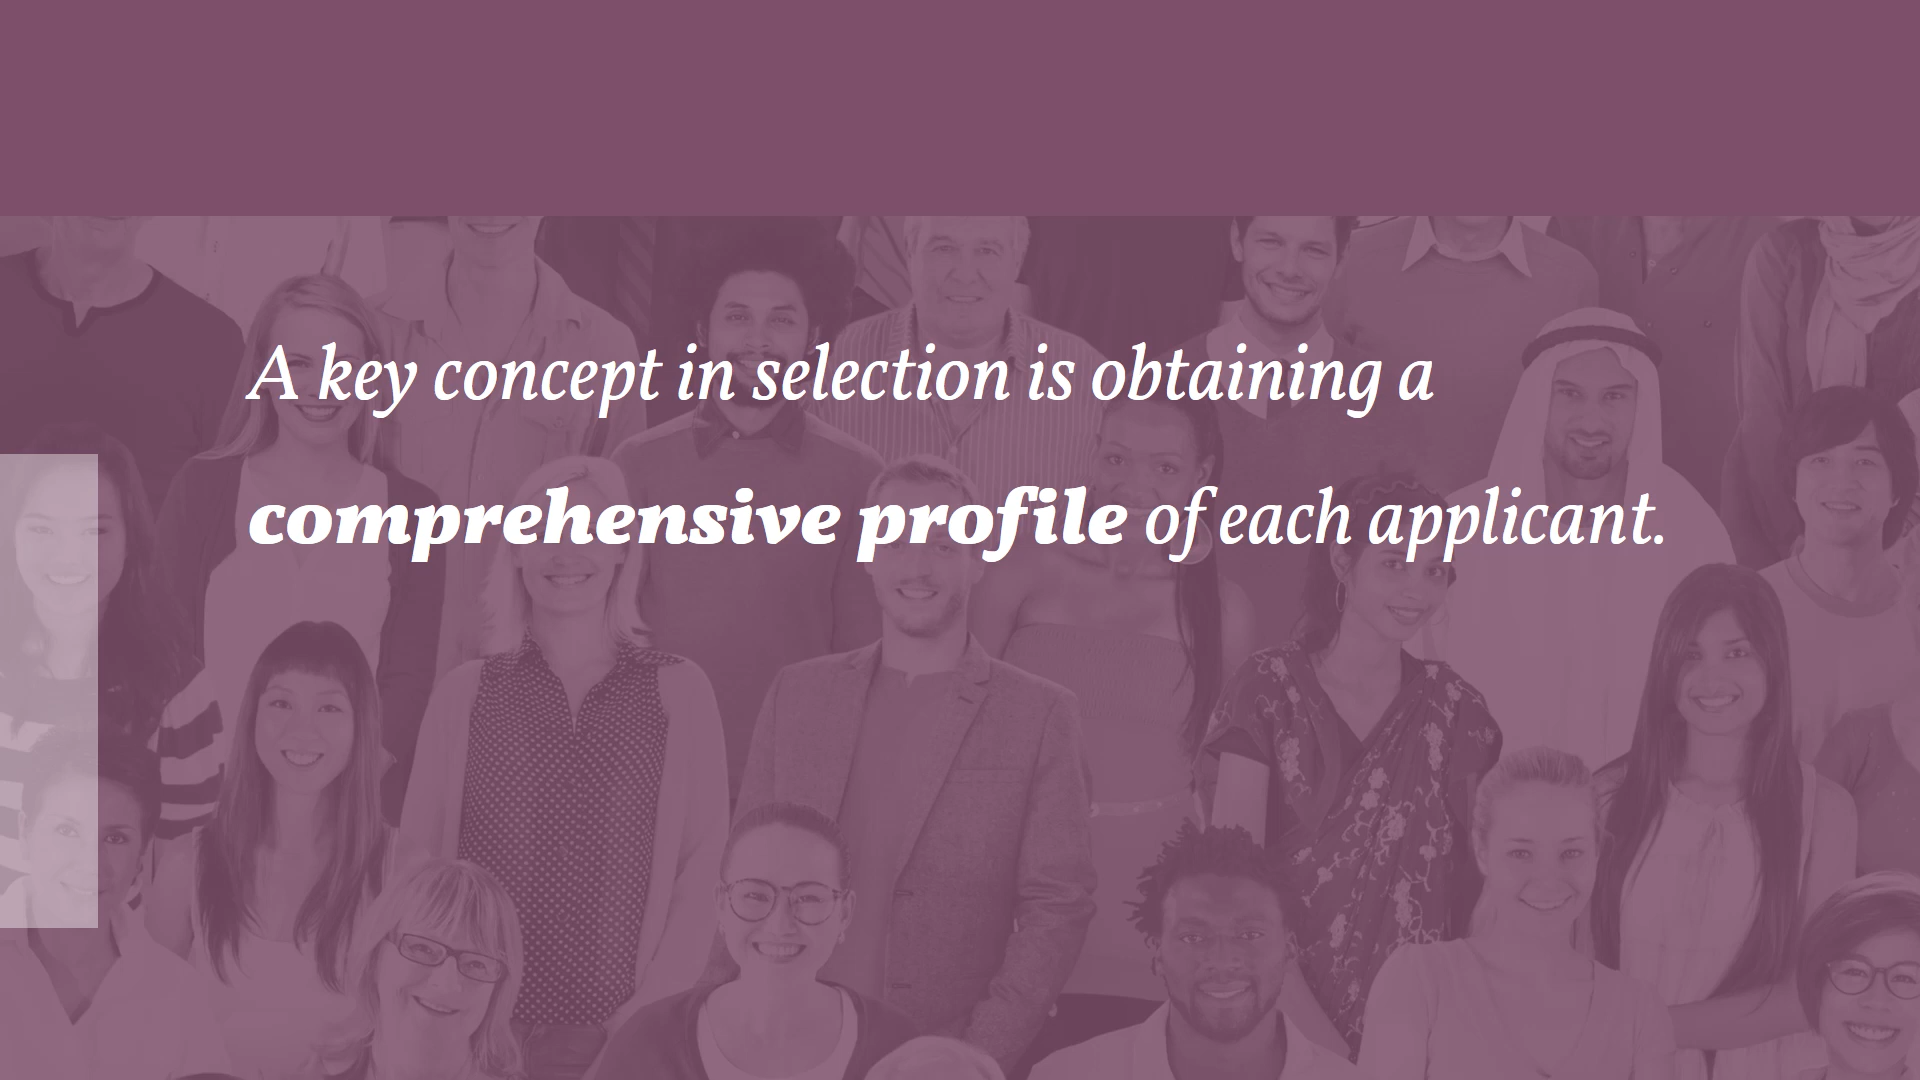 A key concept in selection is obtaining a
comprehensive profile of each applicant.